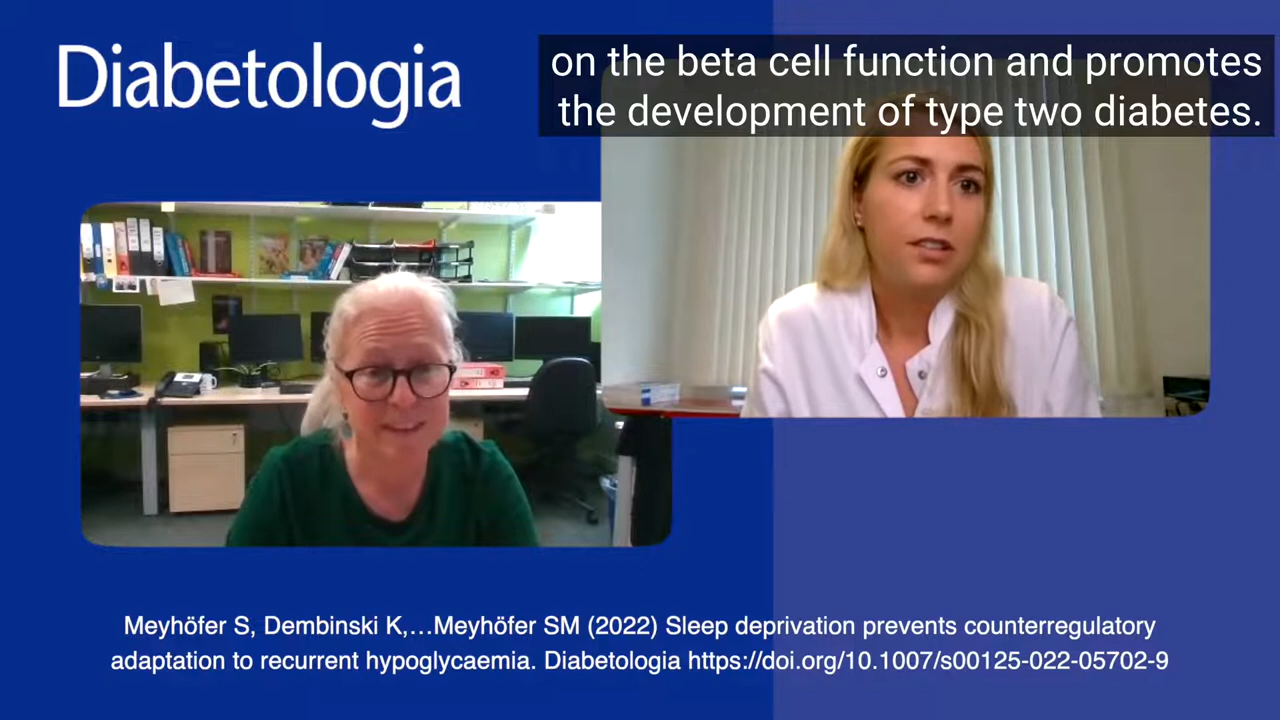 Diabetologia
on the beta cell function and promotes
the development of type two diabetes.
Meyhöfer S, Dembinski K,...Meyhöfer SM (2022) Sleep deprivation prevents counterregulatory
adaptation to recurrent hypoglycaemia. Diabetologia https://doi.org/10.1007/s00125-022-05702-9